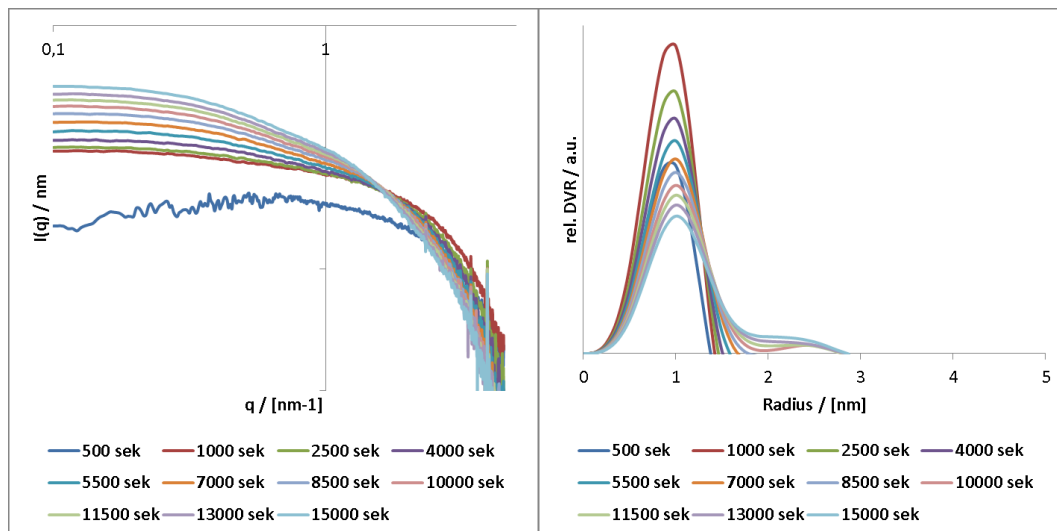 0,1 1
I(q) / nm
q / [nm-1]
500 sek 1000 sek 2500 sek 4000 sek
5500 sek 7000 sek 8500 sek 10000 sek
11500 sek 13000 sek 15000 sek
rel. DVR / a.u.
0 1 2 3 4 5
Radius / [nm]
500 sek 1000 sek 2500 sek 4000 sek
5500 sek 7000 sek 8500 sek 10000 sek
11500 sek 13000 sek 15000 sek